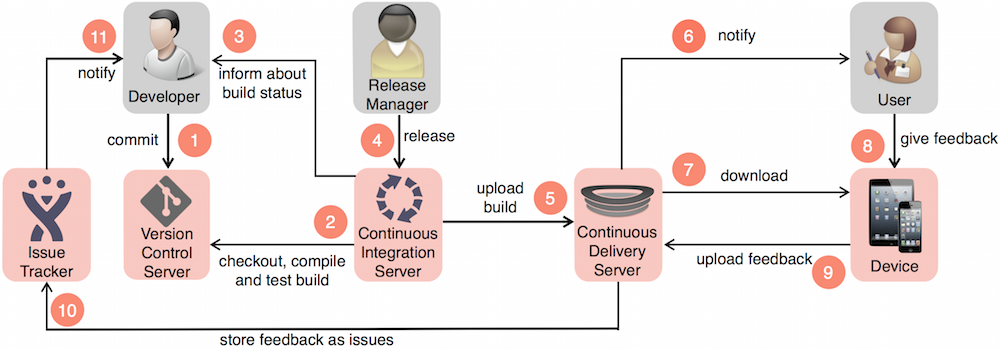 11
notify
Developer
3
inform about
build status
Release
Manager
6
notify
User
commit
1
4
release
8
give feedback
Issue
Tracker
Version
Control
Server
2
checkout, compile
and test build
Continuous
Integration
Server
upload
build
5
Continuous
Delivery
Server
7
download
Device
upload feedback
9
10
store feedback as issues